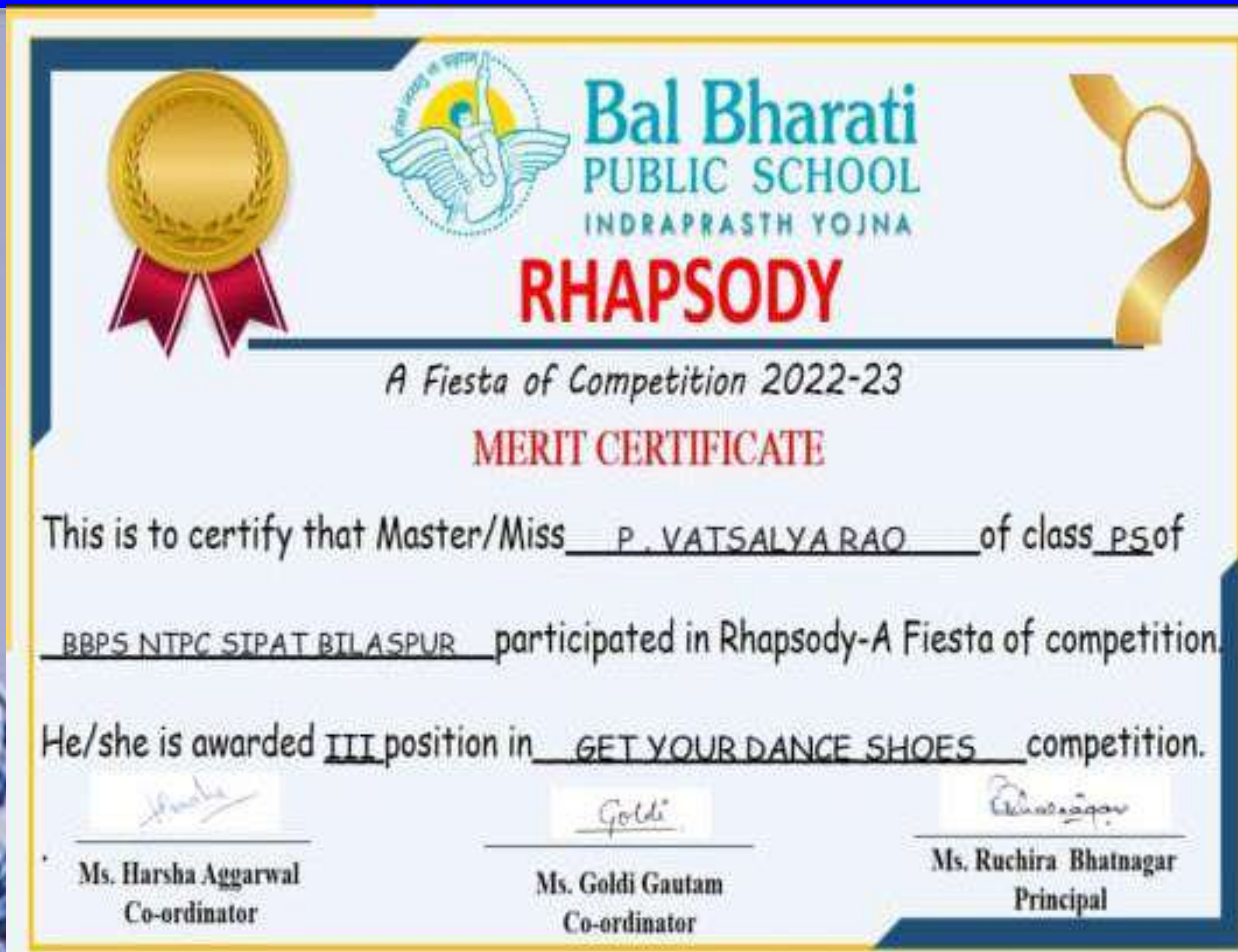 Bal Bharati
PUBLIC SCHOOL
INDRAPRASTH YOJNA
RHAPSODY
A Fiesta of Competition 2022-23
MERIT CERTIFICATE
This is to certify that Master/Miss P . VATSALYA RAO of class PS of
BBPS NTPC SIPAT BILASPUR participated in Rhapsody-A Fiesta of competition.
He/she is awarded III position in GET YOUR DANCE SHOES competition.
Harsha Goldi Bhatnagar
Ms. Harsha Aggarwal Ms. Goldi Gautam Ms. Ruchira Bhatnagar
Co-ordinator Co-ordinator Principal